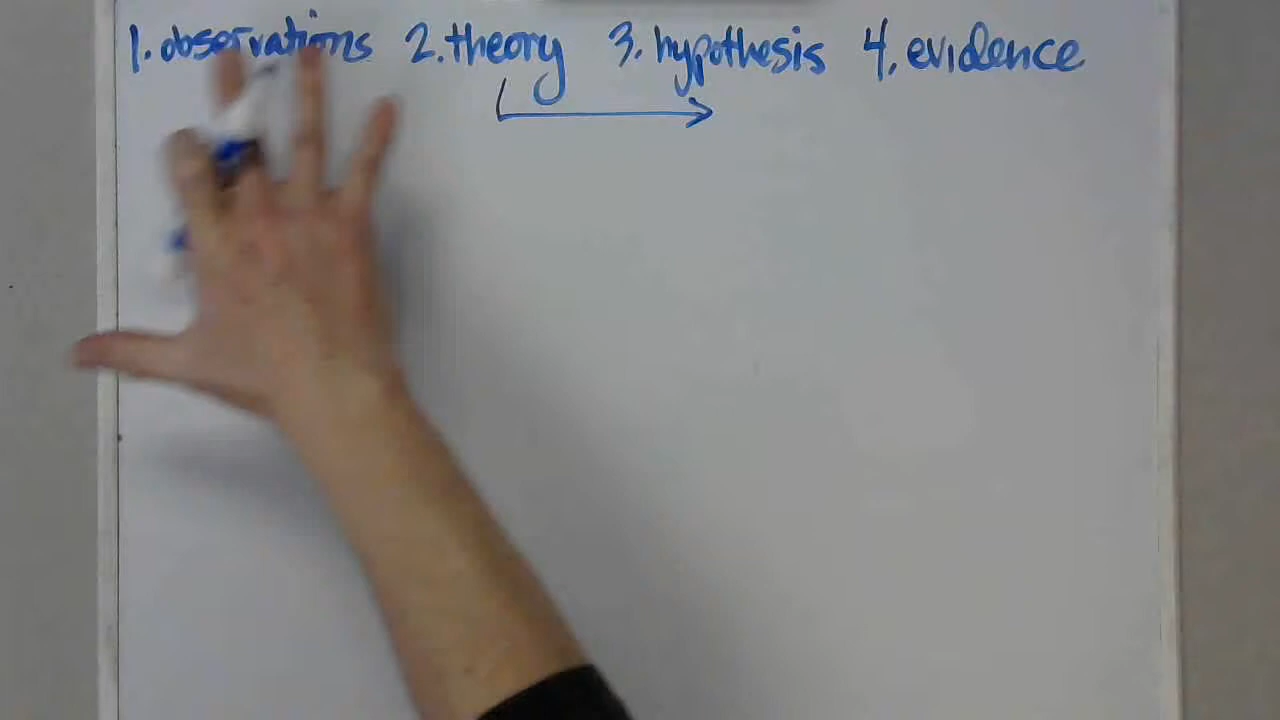 1. observations 2. theory 3. hypothesis 4. evidence